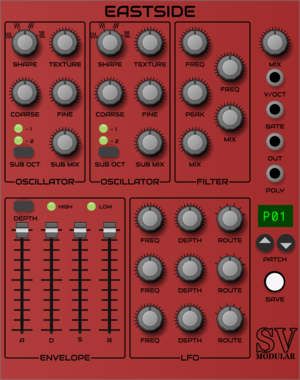 EASTSIDE
SHAPE TEXTURE SHAPE TEXTURE FREQ MIX
FREQ
V/OCT
COARSE FINE COARSE FINE PEAK
GATE
- 1 - 1 MIX
- 2 - 2 OUT
SUB OCT SUB MIX SUB OCT SUB MIX MIX
OSCILLATOR OSCILLATOR FILTER
POLY
HIGH LOW
DEPTH
P01
FREQ DEPTH ROUTE
PATCH
FREQ DEPTH ROUTE
SAVE
FREQ DEPTH ROUTE
A D S R
SV
MODULAR
ENVELOPE LFO